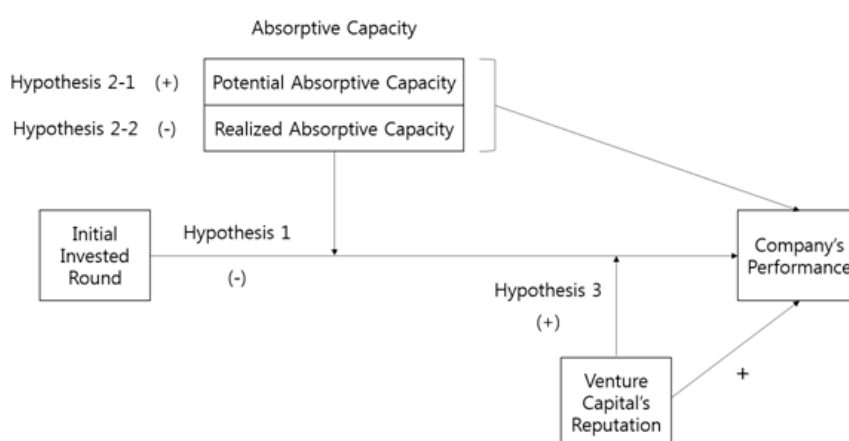 Absorptive Capacity
Hypothesis 2-1 (+) Potential Absorptive Capacity
Hypothesis 2-2 (-) Realized Absorptive Capacity
Initial
Invested
Round
Hypothesis 1
(-)
Company's
Performance
Hypothesis 3
(+)
Venture
Capital's
Reputation
+